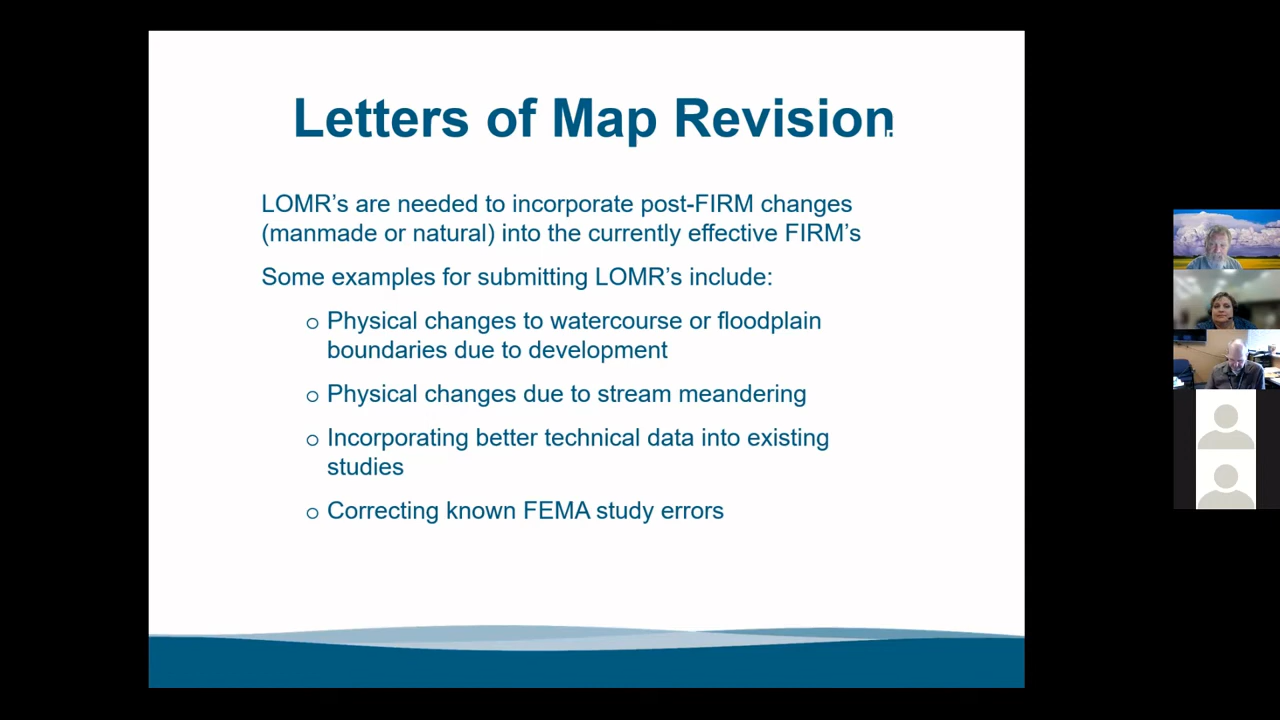 Letters of Map Revision
LOMR’s are needed to incorporate post-FIRM changes
(manmade or natural) into the currently effective FIRM’s
Some examples for submitting LOMR’s include:
o Physical changes to watercourse or floodplain
boundaries due to development
o Physical changes due to stream meandering
o Incorporating better technical data into existing
studies
o Correcting known FEMA study errors